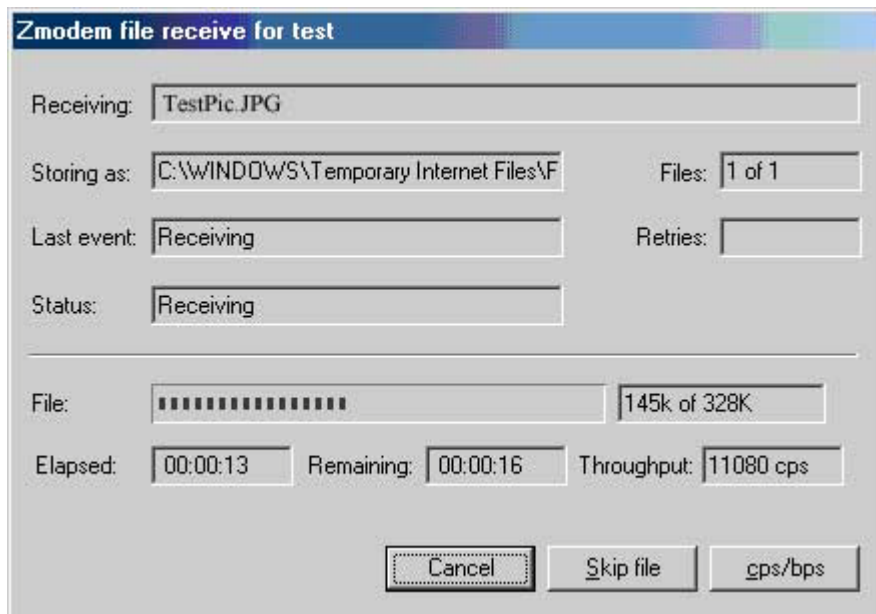 Zmodem file receive for test
Receiving: TestPic.JPG
Storing as: C:\WINDOWS\Temporary Internet Files\F Files: 1 of 1
Last event: Receiving Retries:
Status: Receiving
File: 145k of 328K
Elapsed: 00:00:13 Remaining: 00:00:16 Throughput: 11080 cps
Cancel Skip file cps/bps